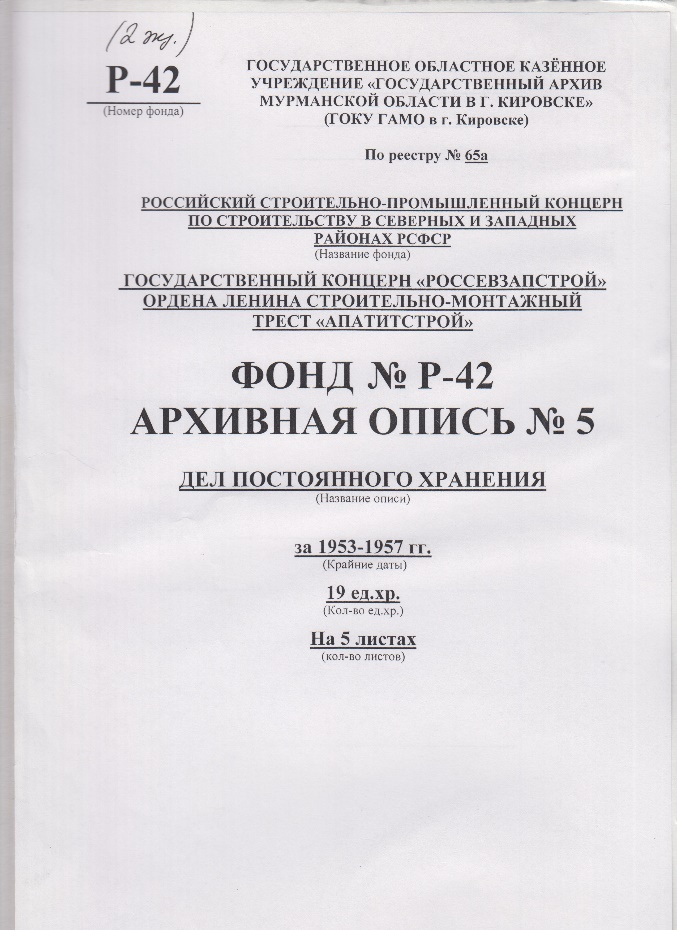 (2 экз.)
Р-42
(Номер фонда)
ГОСУДАРСТВЕННОЕ ОБЛАСТНОЕ КАЗЁННОЕ
УЧРЕЖДЕНИЕ «ГОСУДАРСТВЕННЫЙ АРХИВ
МУРМАНСКОЙ ОБЛАСТИ В Г. КИРОВСКЕ»
(ГОКУ ГАМО в г. Кировске)
По реестру № 65а
РОССИЙСКИЙ СТРОИТЕЛЬНО-ПРОМЫШЛЕННЫЙ КОНЦЕРН
ПО СТРОИТЕЛЬСТВУ В СЕВЕРНЫХ И ЗАПАДНЫХ
РАЙОНАХ РСФСР
(Название фонда)
ГОСУДАРСТВЕННЫЙ КОНЦЕРН «РОССЕВЗАПСТРОЙ»
ОРДЕНА ЛЕНИНА СТРОИТЕЛЬНО-МОНТАЖНЫЙ
ТРЕСТ «АПАТИТСТРОЙ»
ФОНД № Р-42
АРХИВНАЯ ОПИСЬ № 5
ДЕЛ ПОСТОЯННОГО ХРАНЕНИЯ
(Название описи)
за 1953-1957 гг.
(Крайние даты)
19 ед.хр.
(Кол-во ед.хр.)
На 5 листах
(кол-во листов)